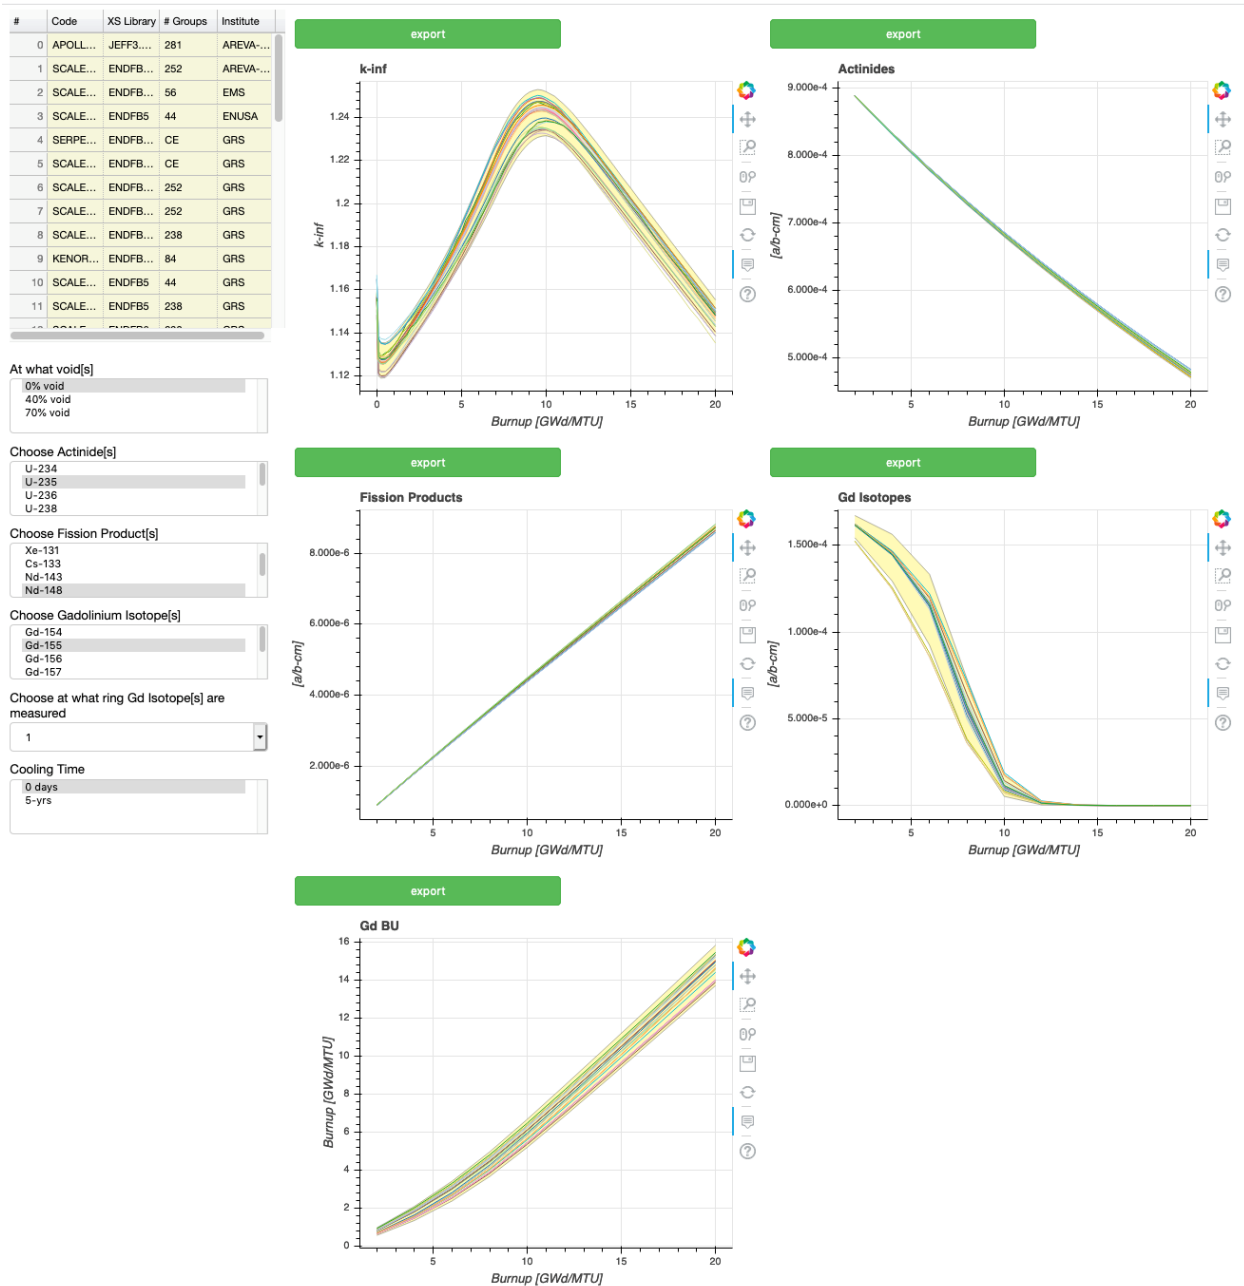 # Code XS Library # Groups Institute
0 APOLL... JEFF3.... 281 AREVA-...
1 SCALE... ENDFB... 252 AREVA-...
2 SCALE... ENDFB... 56 EMS
3 SCALE... ENDFB5 44 ENUSA
4 SERPE... ENDFB... CE GRS
5 SCALE... ENDFB... CE GRS
6 SCALE... ENDFB... 252 GRS
7 SCALE... ENDFB... 252 GRS
8 SCALE... ENDFB... 238 GRS
9 KENOR... ENDFB... 84 GRS
10 SCALE... ENDFB5 44 GRS
11 SCALE... ENDFB5 238 GRS
At what void[s]
0% void
40% void
70% void
Choose Actinide[s]
U-234
U-235
U-236
U-238
Choose Fission Product[s]
Xe-131
Cs-133
Nd-143
Nd-148
Choose Gadolinium Isotope[s]
Gd-154
Gd-155
Gd-156
Gd-157
Choose at what ring Gd Isotope[s] are
measured
1
Cooling Time
0 days
5-yrs
export
k-inf
k-inf
1.24
1.22
1.2
1.18
1.16
1.14
1.12
0 5 10 15 20
Burnup [GWd/MTU]
export
Actinides
[a/b-cm]
9.000e-4
8.000e-4
7.000e-4
6.000e-4
5.000e-4
5 10 15 20
Burnup [GWd/MTU]
export
Fission Products
[a/b-cm]
8.000e-6
6.000e-6
4.000e-6
2.000e-6
5 10 15 20
Burnup [GWd/MTU]
export
Gd Isotopes
[a/b-cm]
1.500e-4
1.000e-4
5.000e-5
0.000e+0
5 10 15 20
Burnup [GWd/MTU]
export
Gd BU
Burnup [GWd/MTU]
16
14
12
10
8
6
4
2
0
5 10 15 20
Burnup [GWd/MTU]